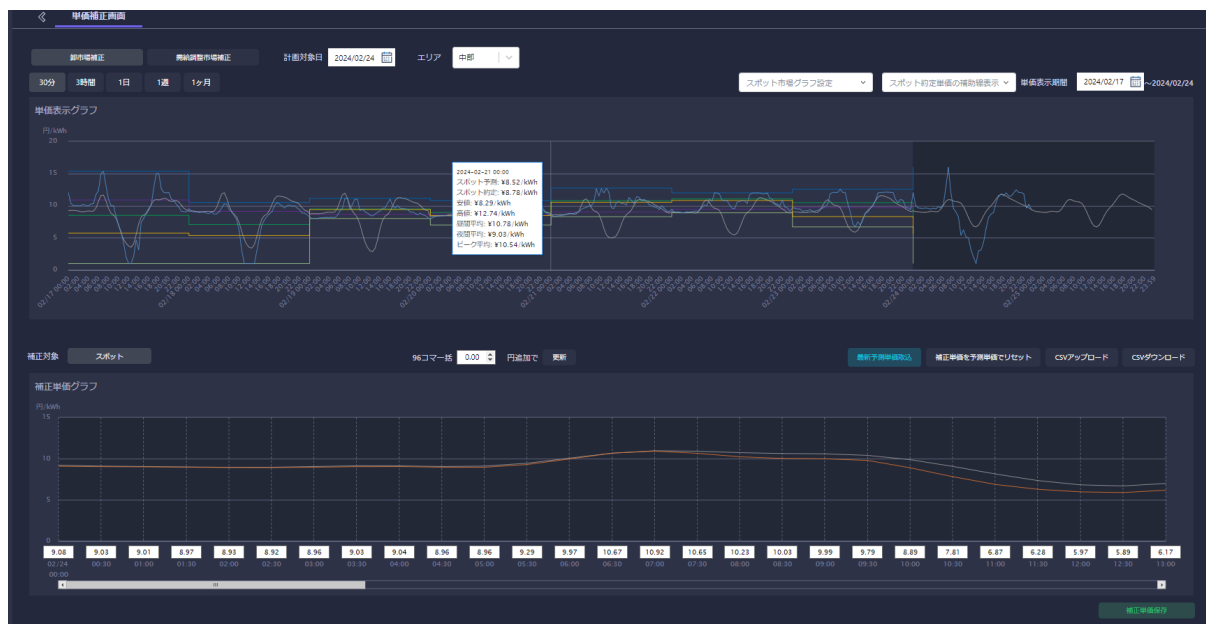 単価補正画面
卸市場補正 需給調整市場補正 計画対象日 2024/02/24 エリア 中部
30分 3時間 1日 1週 1ヶ月 スポット市場グラフ設定 スポット約定単価の補助線表示 単価表示期間 2024/02/17 ～2024/02/24
単価表示グラフ
円/kWh
20
15
10
5
0
2024-02-21 00:00
スポット予測: ¥8.52/kWh
スポット約定: ¥8.78/kWh
安値: ¥8.29/kWh
高値: ¥12.74/kWh
昼間平均: ¥10.78/kWh
夜間平均: ¥9.03/kWh
ピーク平均: ¥10.54/kWh
補正対象 スポット 96コマ一括 0.00 円追加で 更新 最新予測単価取込 補正単価を予測単価でリセット CSVアップロード CSVダウンロード
補正単価グラフ
円/kWh
15
10
5
0
9.08 9.03 9.01 8.97 8.93 8.92 8.96 9.03 9.04 8.96 8.96 9.29 9.97 10.67 10.92 10.65 10.23 10.03 9.99 9.79 8.89 7.81 6.87 6.28 5.97 5.89 6.17
02/24 00:30 01:00 01:30 02:00 02:30 03:00 03:30 04:00 04:30 05:00 05:30 06:00 06:30 07:00 07:30 08:00 08:30 09:00 09:30 10:00 10:30 11:00 11:30 12:00 12:30 13:00
00:00
補正単価保存